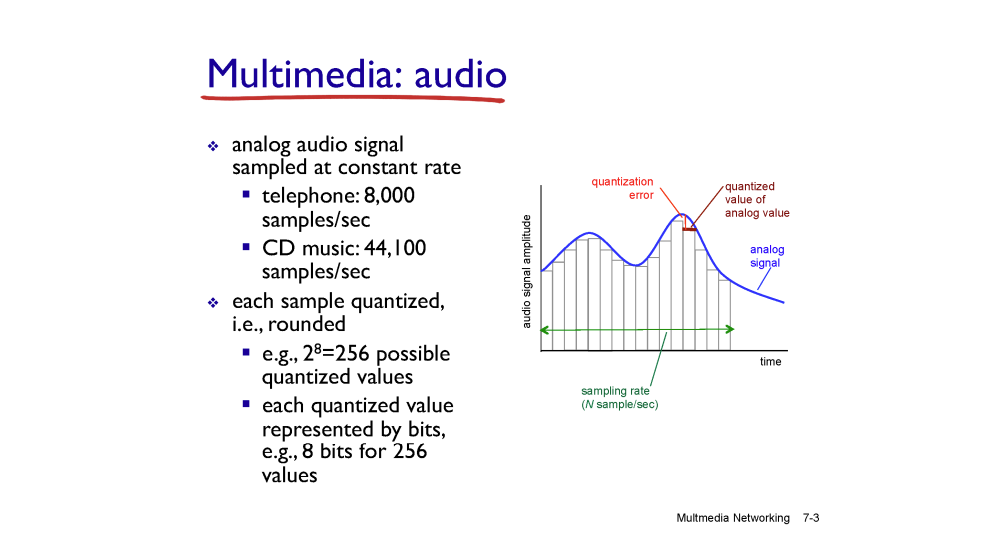 Multimedia: audio
❖ analog audio signal
sampled at constant rate
▪ telephone: 8,000
samples/sec
▪ CD music: 44,100
samples/sec
❖ each sample quantized,
i.e., rounded
▪ e.g., 2⁸=256 possible
quantized values
▪ each quantized value
represented by bits,
e.g., 8 bits for 256
values
quantization
error
quantized
value of
analog value
analog
signal
audio signal amplitude
time
sampling rate
(N sample/sec)
Multmedia Networking 7-3